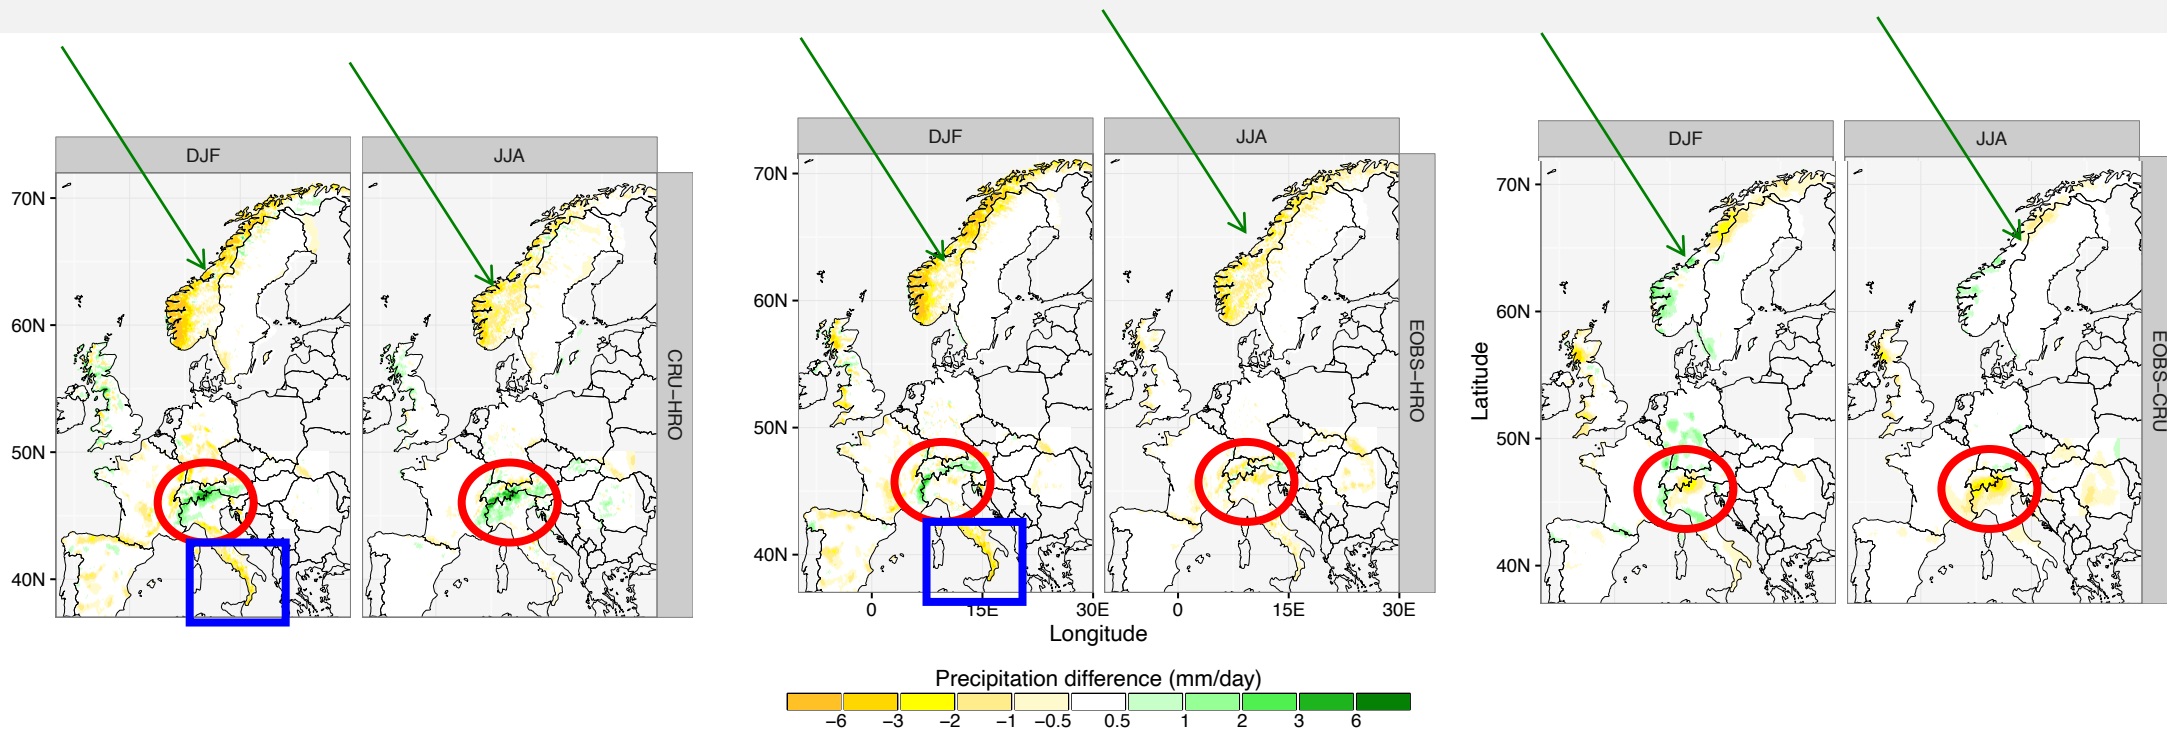 DJF
JJA
70N
60N
50N
40N
CRU−HRO
DJF
JJA
70N
60N
50N
40N
0
15E
30E
0
15E
30E
EOBS−HRO
Longitude
DJF
JJA
Latitude
70N
60N
50N
40N
EOBS−CRU
Precipitation difference (mm/day)
−6 −3 −2 −1 −0.5 0.5 1 2 3 6